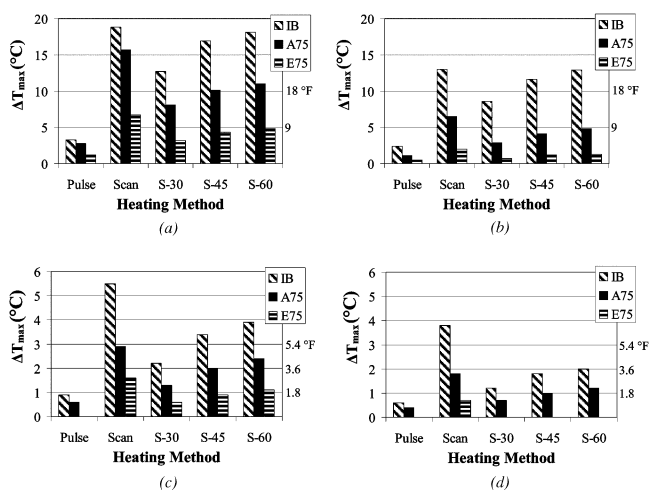 20
15
10
5
0
ΔTmax(°C)
IB
A75
E75
18 °F
9
Pulse Scan S-30 S-45 S-60
Heating Method
(a)
20
15
10
5
0
ΔTmax(°C)
IB
A75
E75
18 °F
9
Pulse Scan S-30 S-45 S-60
Heating Method
(b)
6
5
4
3
2
1
0
ΔTmax(°C)
IB
A75
E75
5.4 °F
3.6
1.8
Pulse Scan S-30 S-45 S-60
Heating Method
(c)
6
5
4
3
2
1
0
ΔTmax(°C)
IB
A75
E75
5.4 °F
3.6
1.8
Pulse Scan S-30 S-45 S-60
Heating Method
(d)